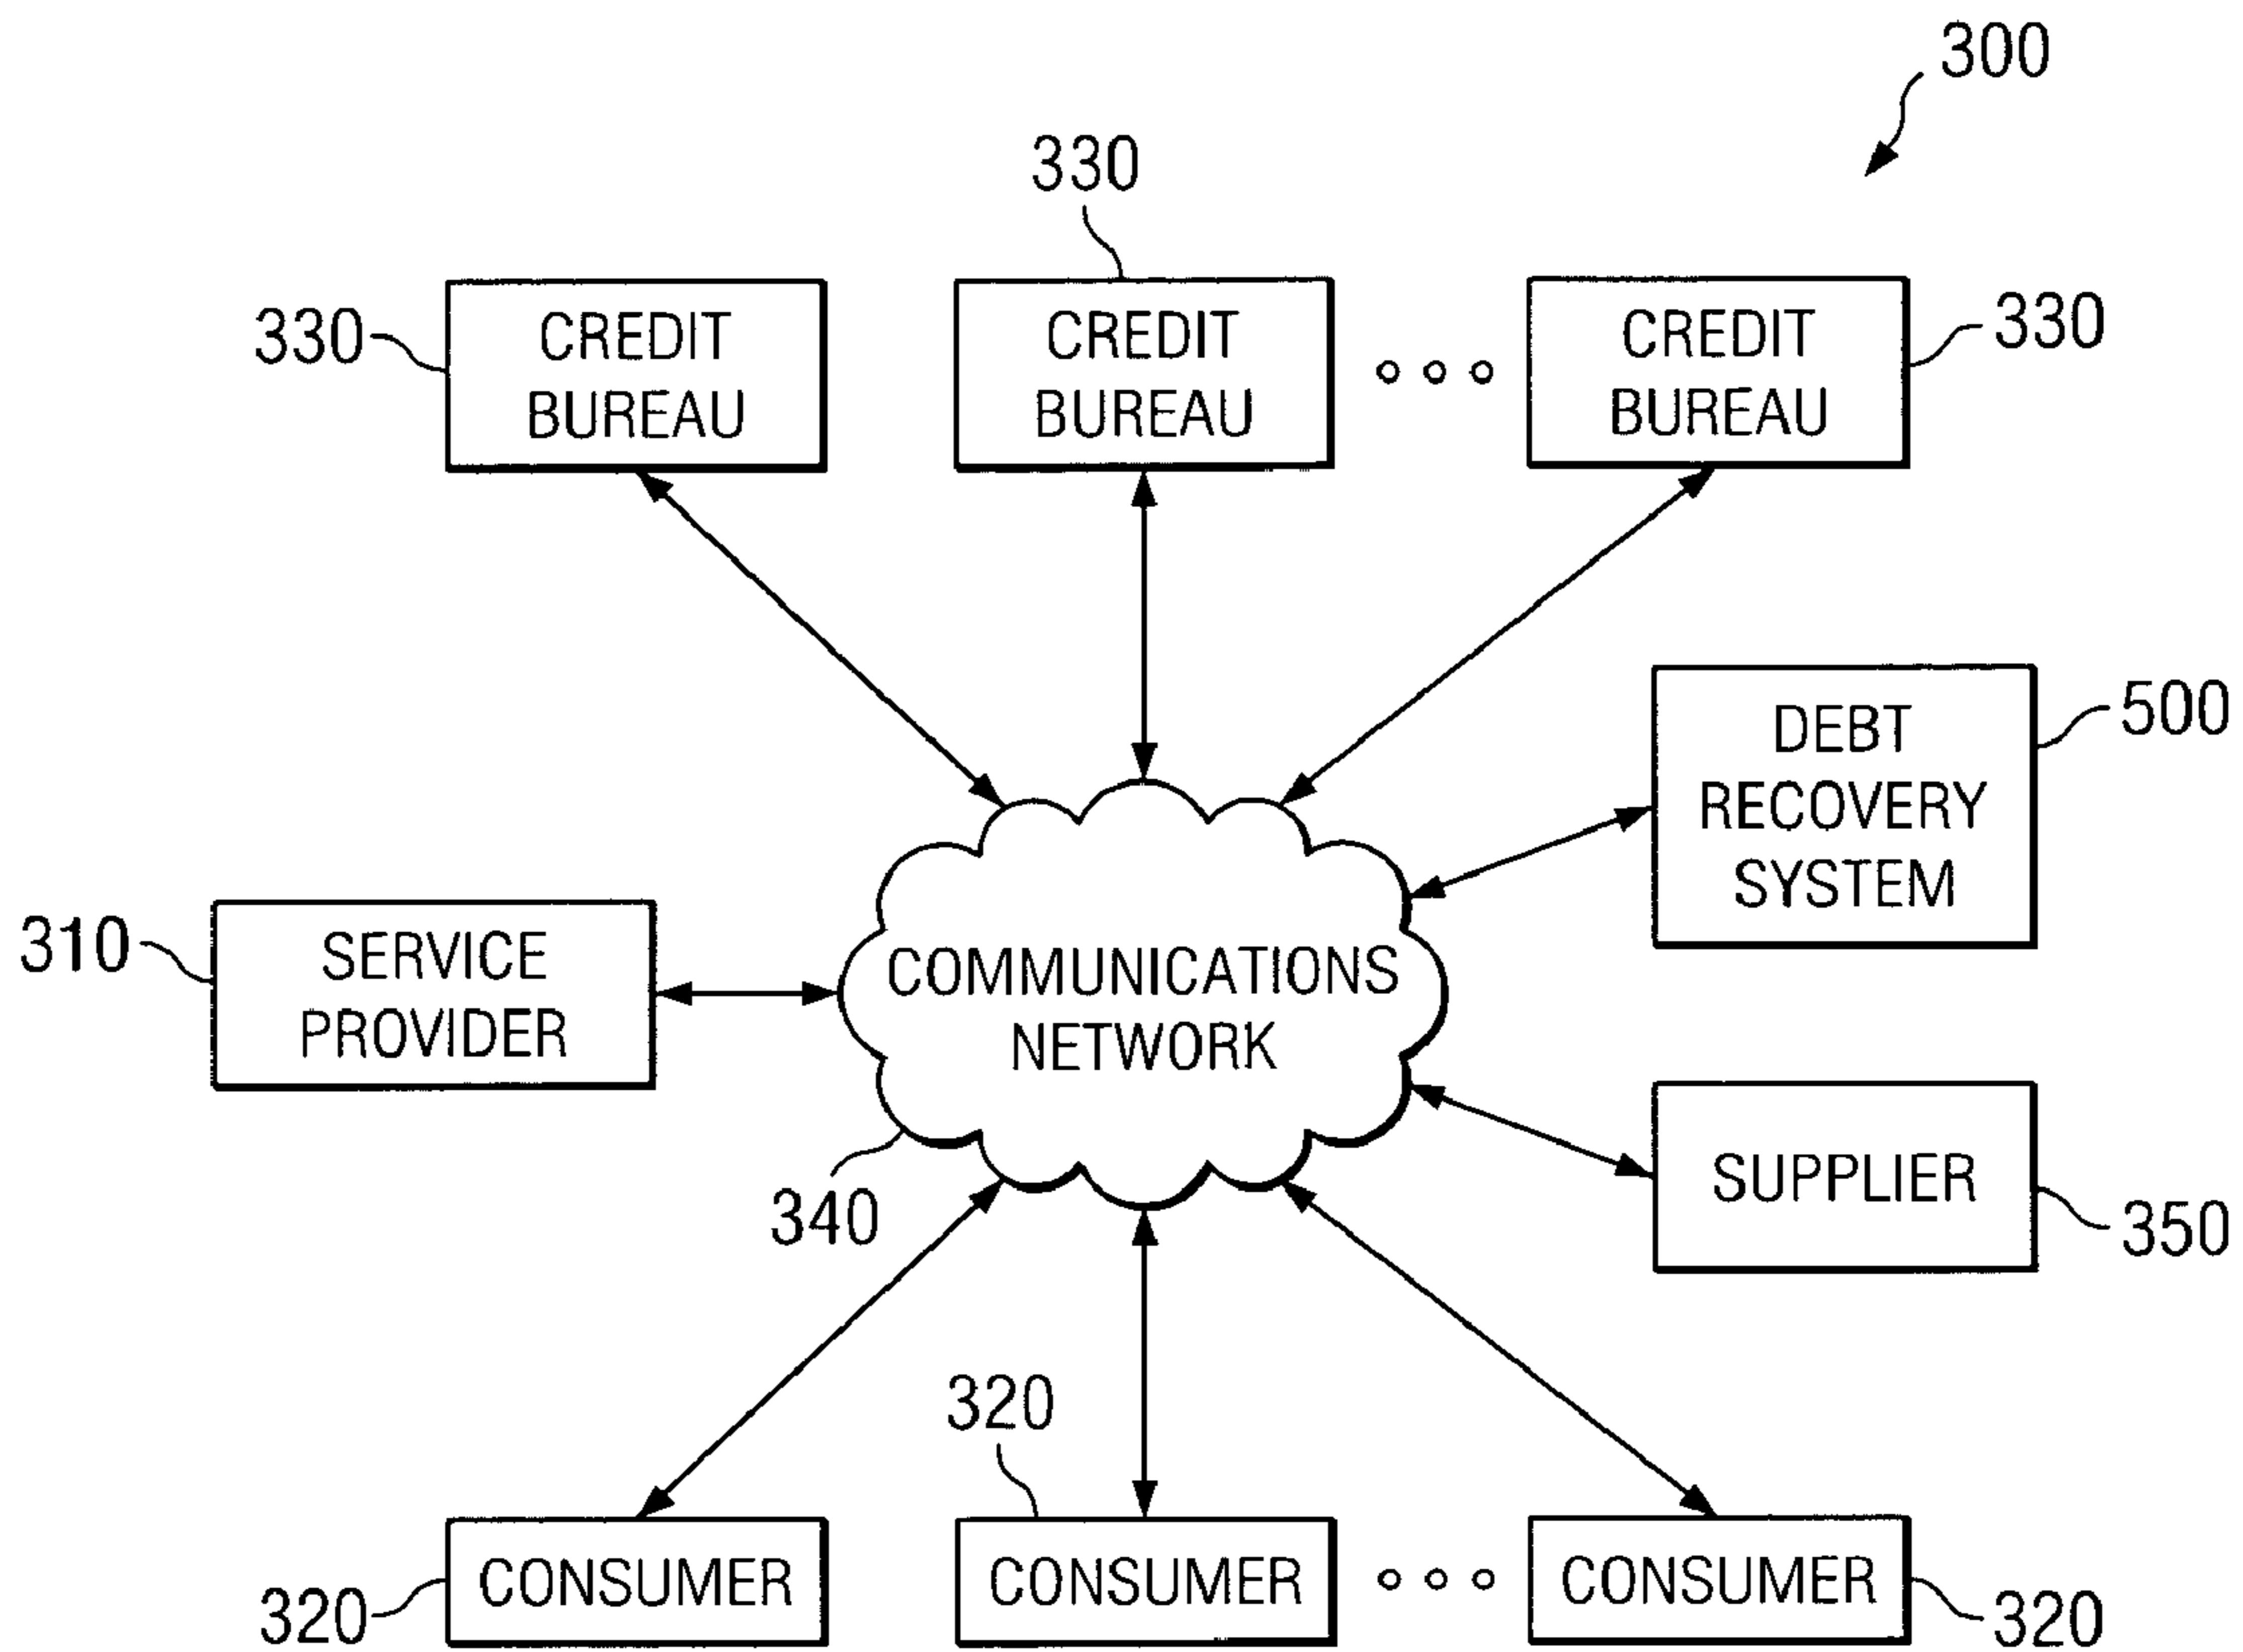 300
330
330
CREDIT
BUREAU
CREDIT
BUREAU
CREDIT
BUREAU
330
DEBT
RECOVERY
SYSTEM
500
310
SERVICE
PROVIDER
COMMUNICATIONS
NETWORK
340
SUPPLIER
350
320
320
CONSUMER
CONSUMER
CONSUMER
320